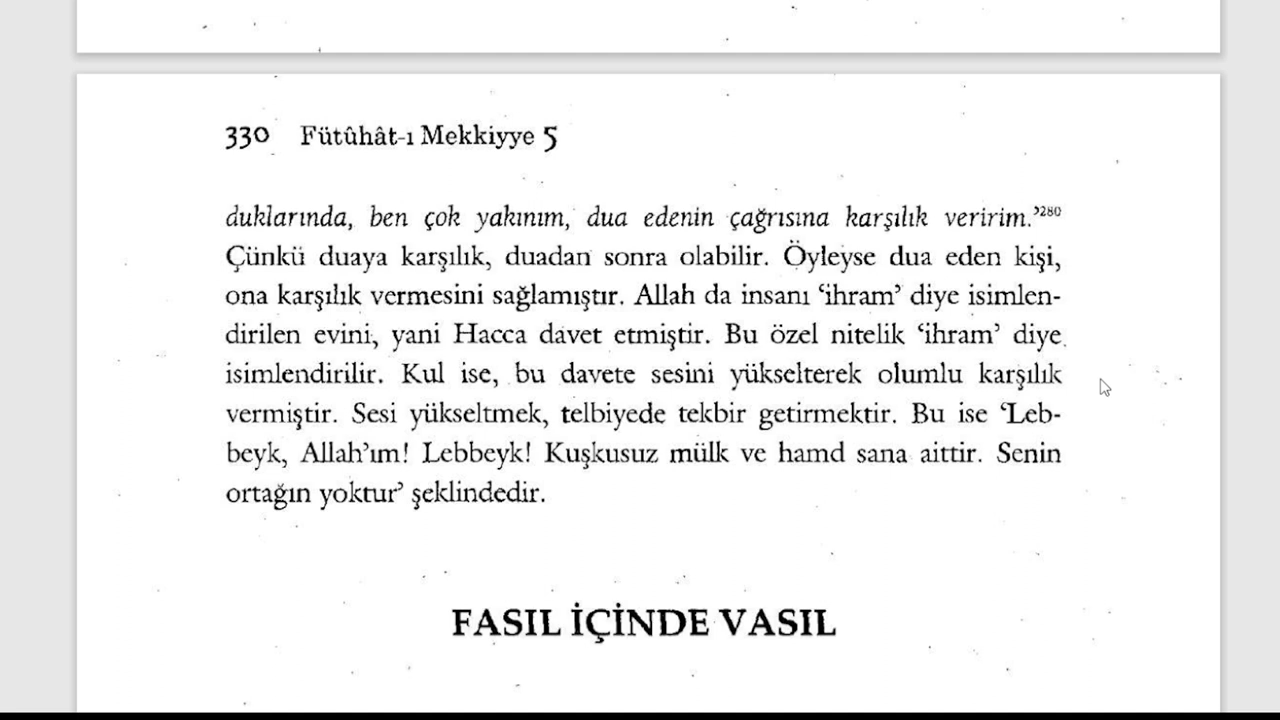 330 Fütûhât-ı Mekkiyye 5
duklarında, ben çok yakınım, dua edenin çağrısına karşılık veririm.’²⁸⁰
Çünkü duaya karşılık, duadan sonra olabilir. Öyleyse dua eden kişi,
ona karşılık vermesini sağlamıştır. Allah da insanı ‘ihram’ diye isimlen-
dirilen evini, yani Hacca davet etmiştir. Bu özel nitelik ‘ihram’ diye
isimlendirilir. Kul ise, bu davete sesini yükselterek olumlu karşılık
vermiştir. Sesi yükseltmek, telbiyede tekbir getirmektir. Bu ise ‘Leb-
beyk, Allah’ım! Lebbeyk! Kuşkusuz mülk ve hamd sana aittir. Senin
ortağın yoktur’ şeklindedir.
FASIL İÇİNDE VASIL